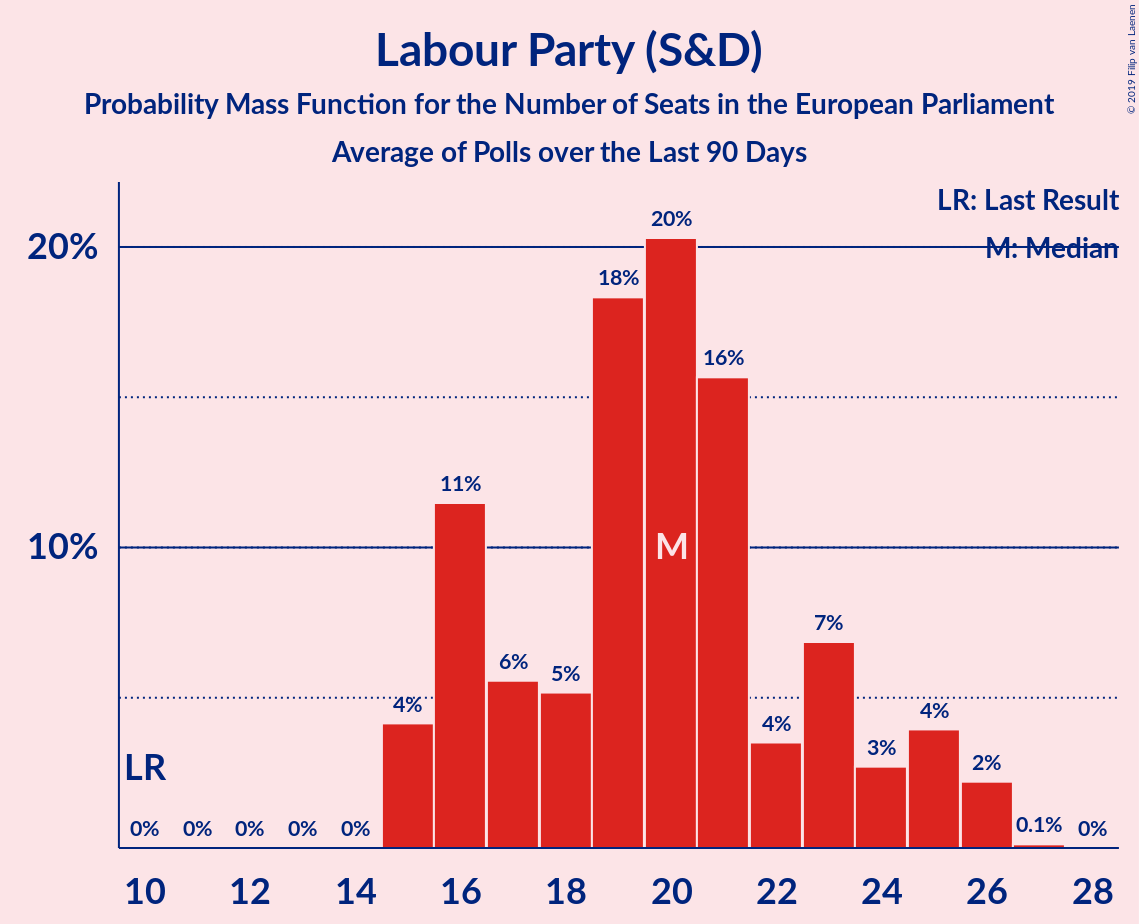 Labour Party (S&D)
Probability Mass Function for the Number of Seats in the European Parliament
Average of Polls over the Last 90 Days
© 2019 Filip van Laenen
LR: Last Result
M: Median
20%
10%
0% 0% 0% 0% 0% 4% 11% 6% 5% 18% 20% 16% 4% 7% 3% 4% 2% 0.1% 0%
LR
M
10 12 14 16 18 20 22 24 26 28